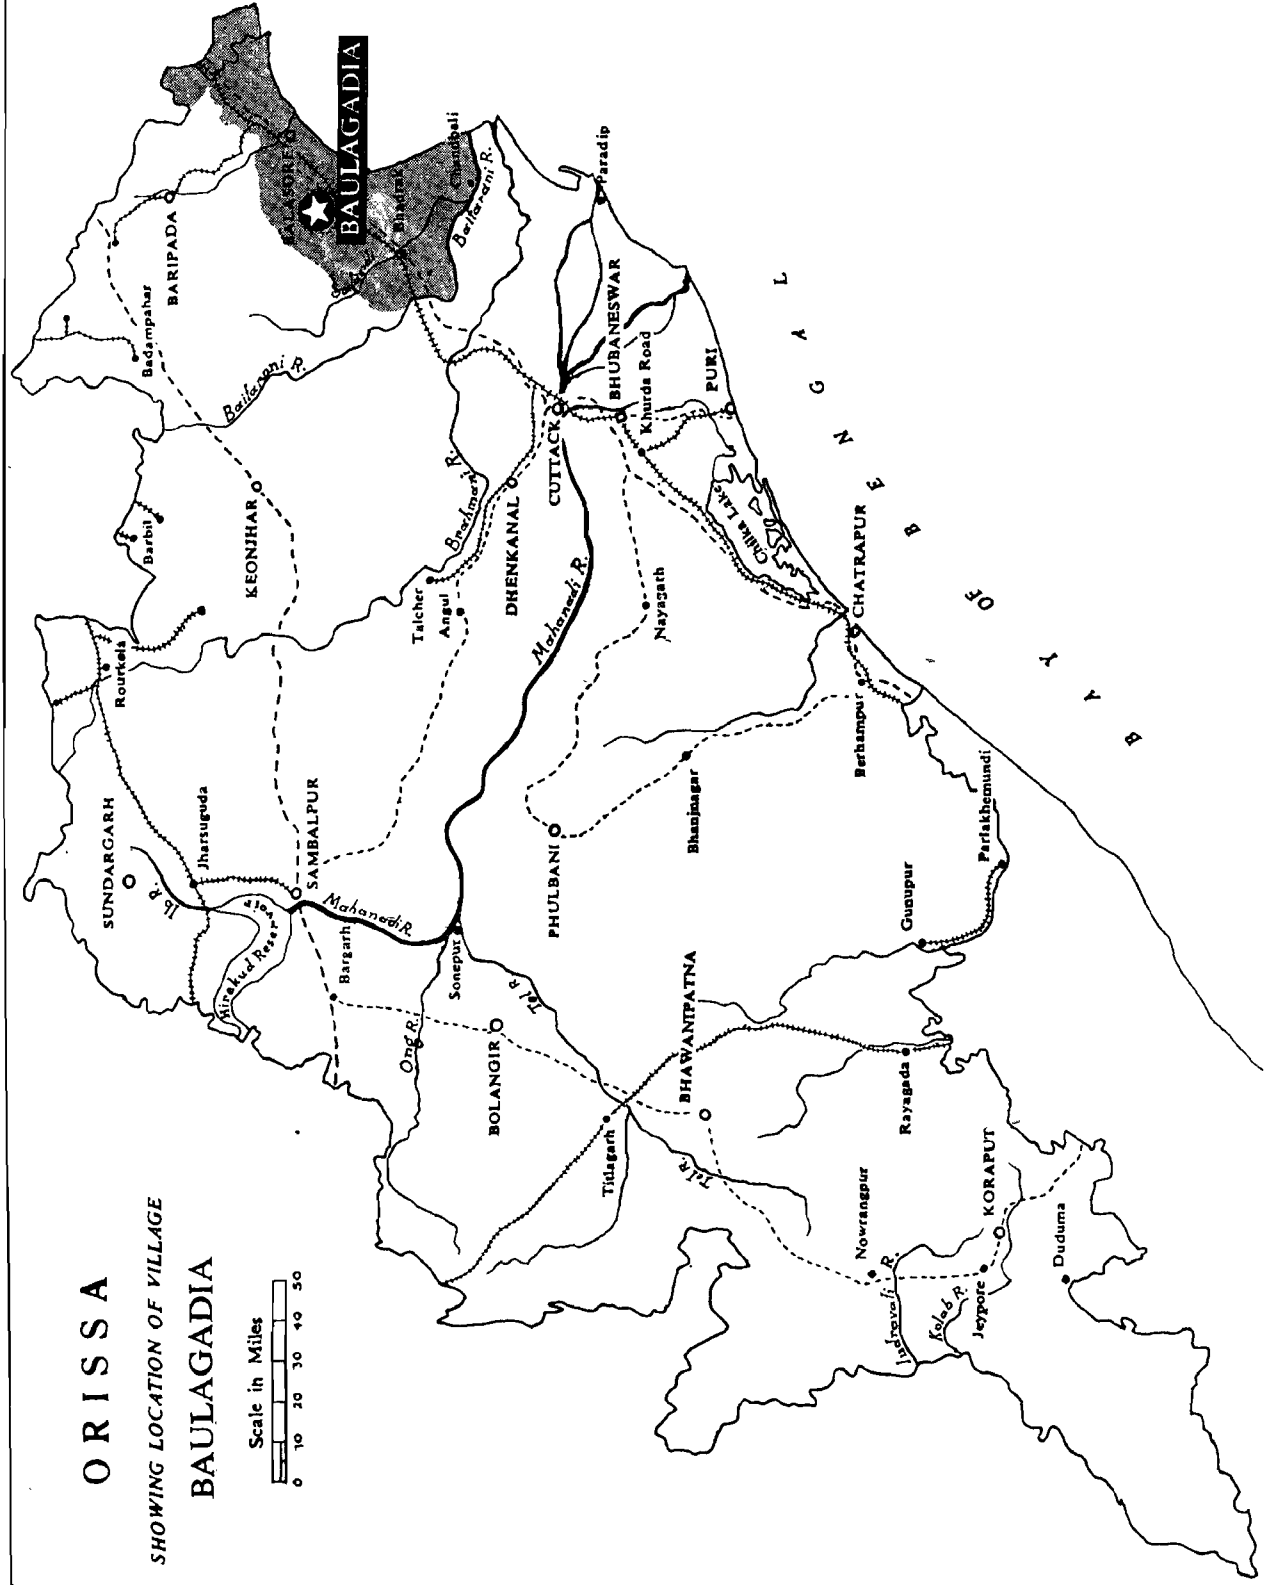 ORISSA
SHOWING LOCATION OF VILLAGE
BAULAGADIA
Scale in Miles
0 10 20 30 40 50
SUNDARGARH
Ib R.
Jharsuguda
Hirakud Reservoir
SAMBALPUR
Mahanadi R.
Bargarh
Sonepur
Ong R.
Tel R.
BOLANGIR
Titlagarh
BHAWANIPATNA
Tel R.
Nowrangpur
Indravati R.
Kolab R.
Jeypore
KORAPUT
Duduma
Rayagada
Gunupur
Parlakhemundi
PHULBANI
Bhanjnagar
Berhampur
CHATRAPUR
Chilka Lake
Nayagarh
Mahanadi R.
Rourkela
Barbil
KEONJHAR
Talcher
Angul
DHENKANAL
Brahmani R.
CUTTACK
BHUBANESWAR
Khurda Road
PURI
Paradip
Badampahar
BARIPADA
Baitarani R.
BALASORE
BAULAGADIA
Bhadrak
Chandbali
Baitarani R.
BAY OF BENGAL